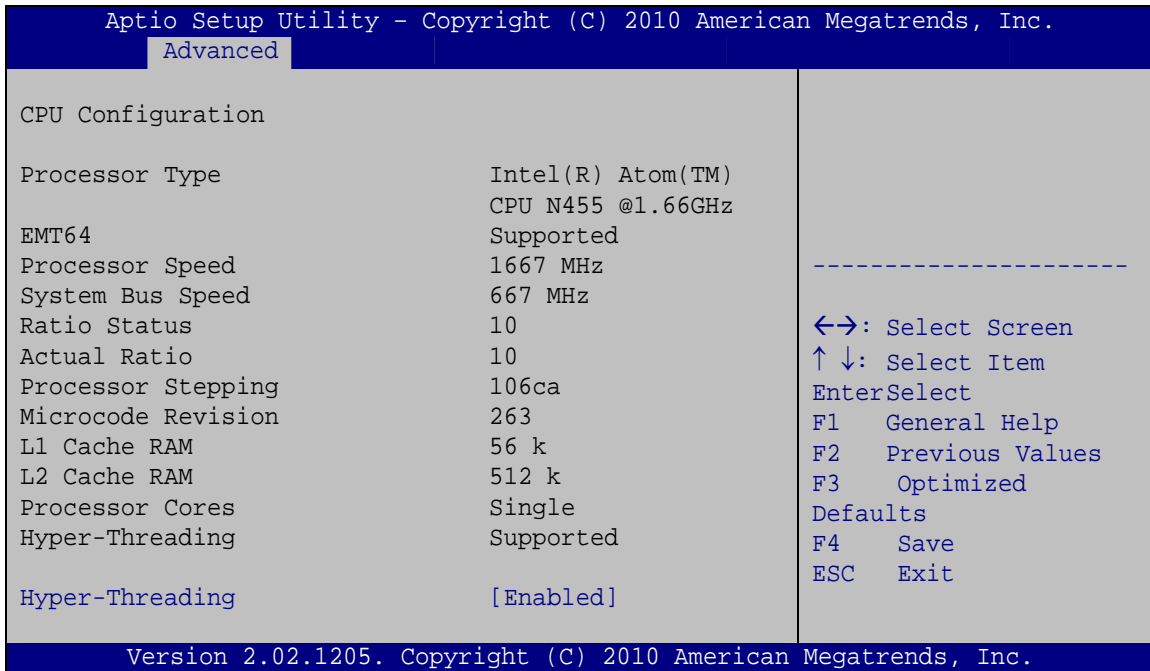 Aptio Setup Utility – Copyright (C) 2010 American Megatrends, Inc.
Advanced
CPU Configuration
Processor Type Intel(R) Atom(TM)
CPU N455 @1.66GHz
EMT64 Supported
Processor Speed 1667 MHz
System Bus Speed 667 MHz
Ratio Status 10
Actual Ratio 10
Processor Stepping 106ca
Microcode Revision 263
L1 Cache RAM 56 k
L2 Cache RAM 512 k
Processor Cores Single
Hyper-Threading Supported
Hyper-Threading [Enabled]
-----------------------
←→: Select Screen
↑ ↓: Select Item
EnterSelect
F1 General Help
F2 Previous Values
F3 Optimized
Defaults
F4 Save
ESC Exit
Version 2.02.1205. Copyright (C) 2010 American Megatrends, Inc.